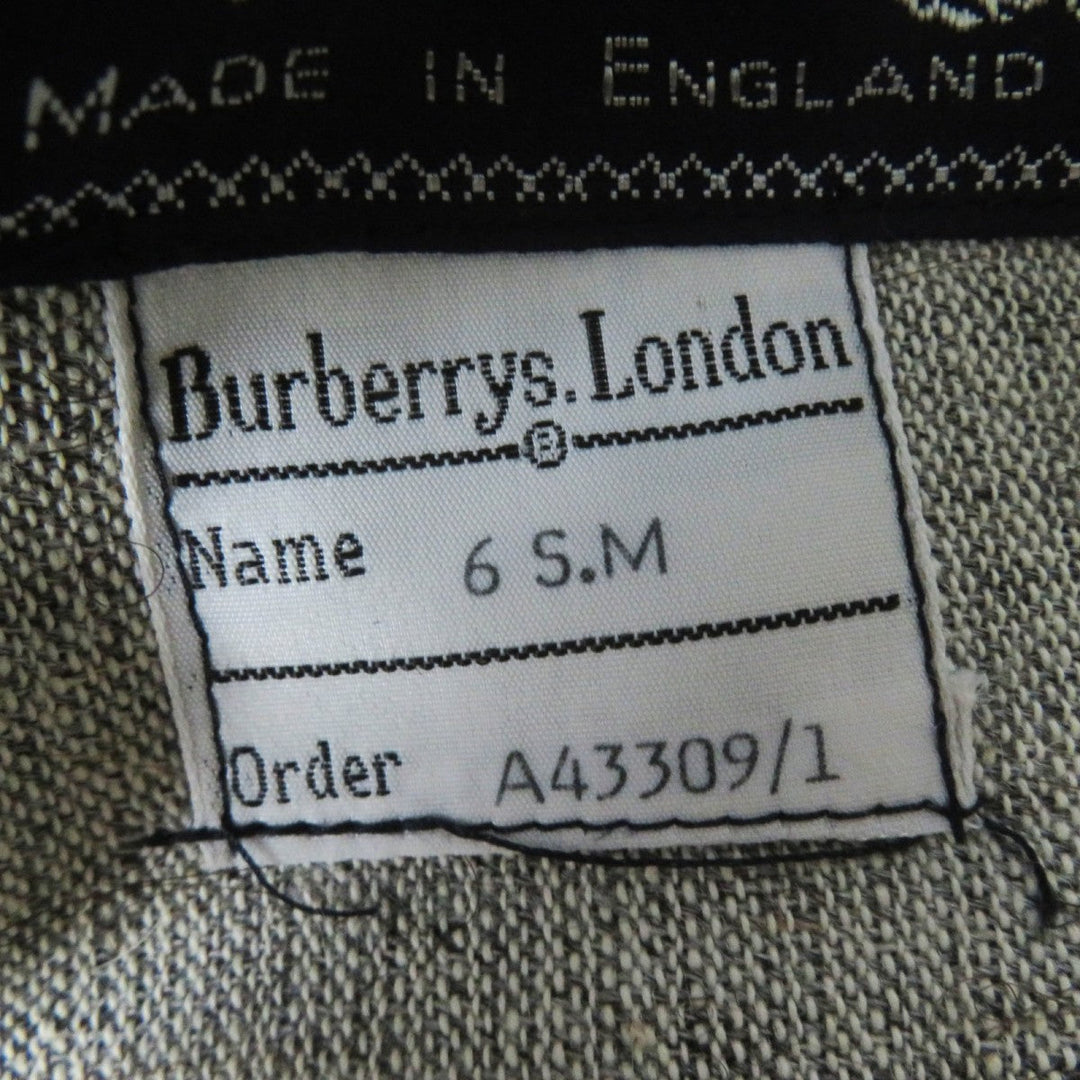 MADE IN ENGLAND
Burberrys. London
®
Name 6 S.M
Order A43309/1